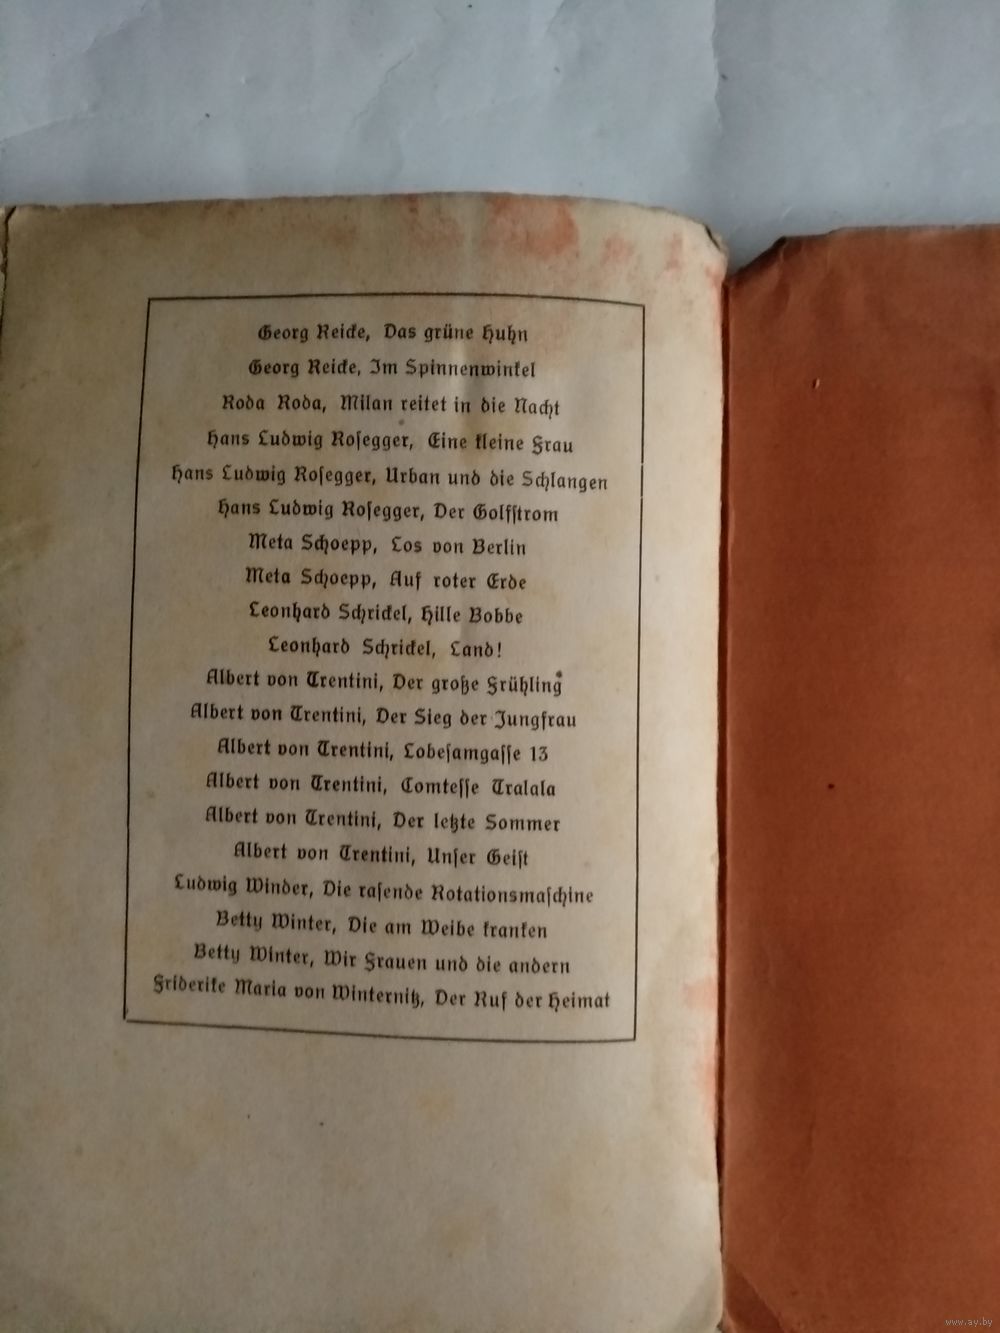 Georg Reicke, Das grüne Huhn
Georg Reicke, Im Spinnenwinkel
Roda Roda, Milan reitet in die Nacht
Hans Ludwig Roſegger, Eine kleine Frau
Hans Ludwig Roſegger, Urban und die Schlangen
Hans Ludwig Roſegger, Der Golfſtrom
Meta Schoepp, Los von Berlin
Meta Schoepp, Auf roter Erde
Leonhard Schrickel, Hille Bobbe
Leonhard Schrickel, Land!
Albert von Trentini, Der große Frühling
Albert von Trentini, Der Sieg der Jungfrau
Albert von Trentini, Lobeſamgaſſe 13
Albert von Trentini, Comteſſe Tralala
Albert von Trentini, Der letzte Sommer
Albert von Trentini, Unſer Geiſt
Ludwig Winder, Die raſende Rotationsmaſchine
Betty Winter, Die am Weibe kranken
Betty Winter, Wir Frauen und die andern
Friderike Maria von Winternitz, Der Ruf der Heimat
www.ay.by